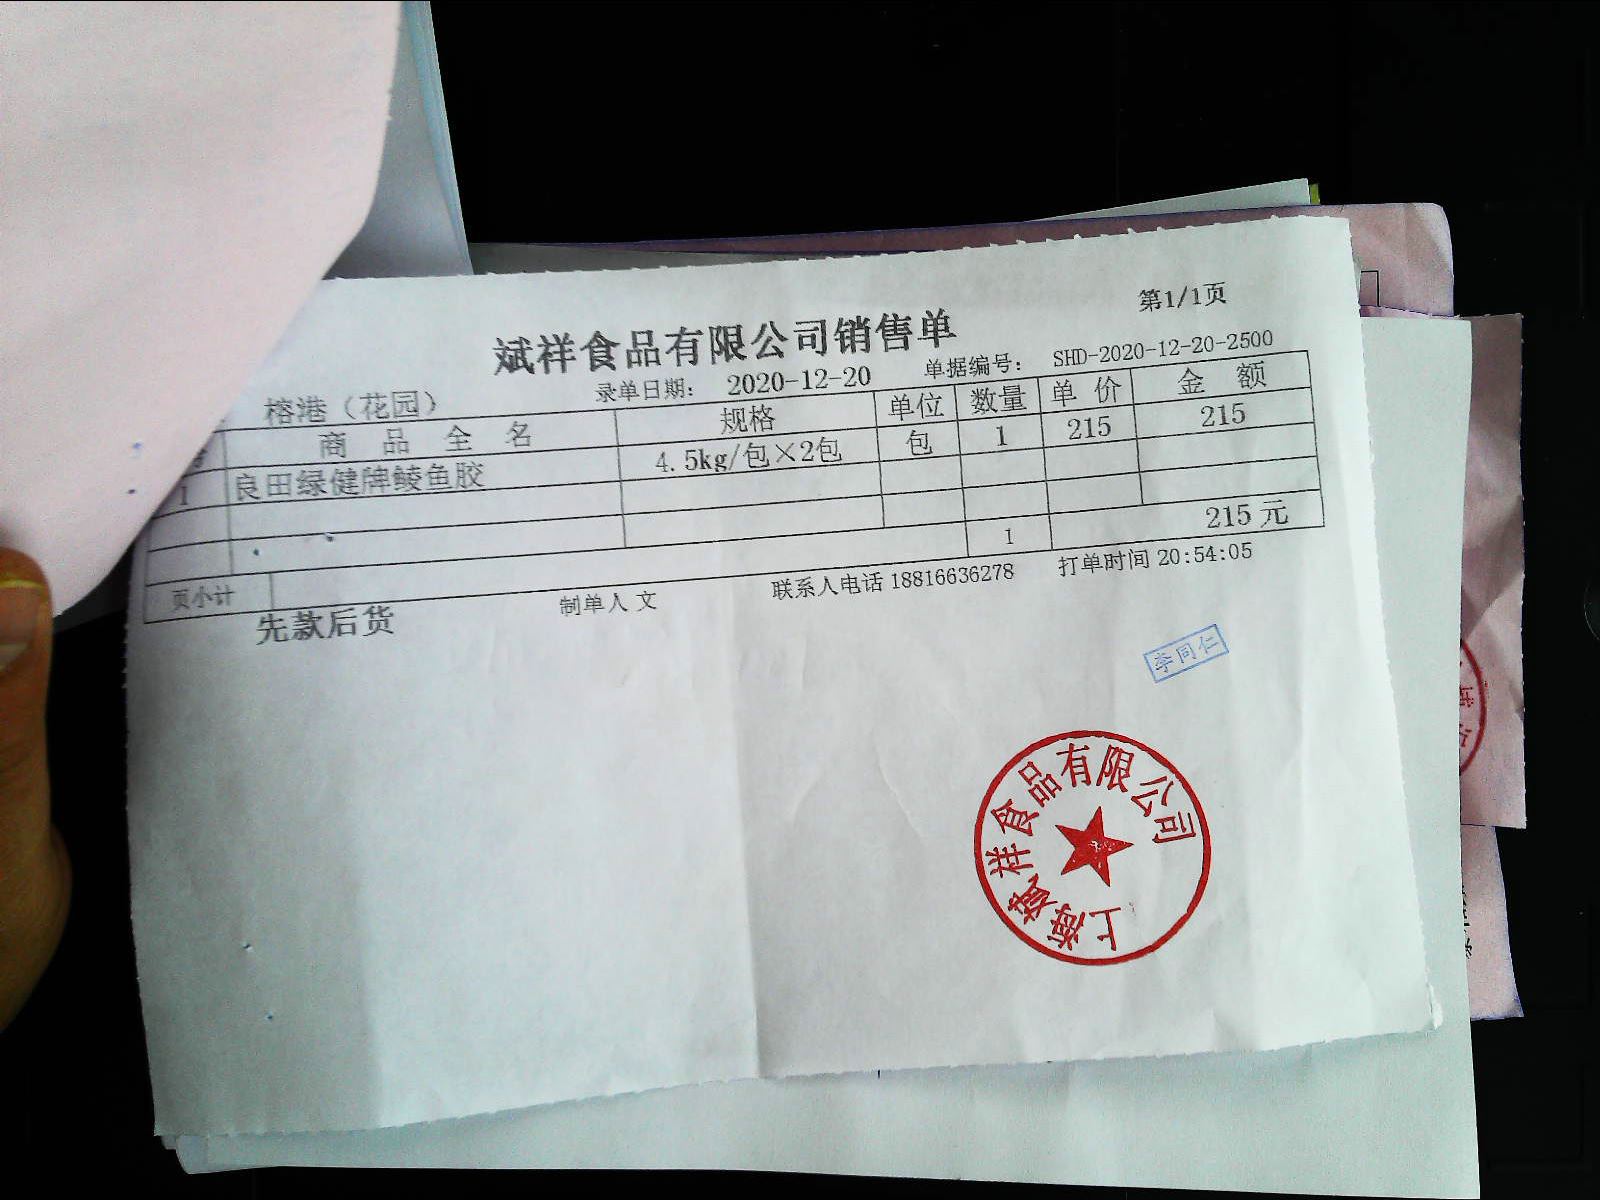 第1/1页
斌祥食品有限公司销售单
榕港（花园） 录单日期： 2020-12-20 单据编号： SHD-2020-12-20-2500
商品全名 规格 单位 数量 单价 金额
1 良田绿健牌鲮鱼胶 4.5kg/包×2包 包 1 215 215
页小计 1 215元
先款后货 制单人 文 联系人电话 18816636278 打单时间 20:54:05
李同仁
上海斌祥食品有限公司